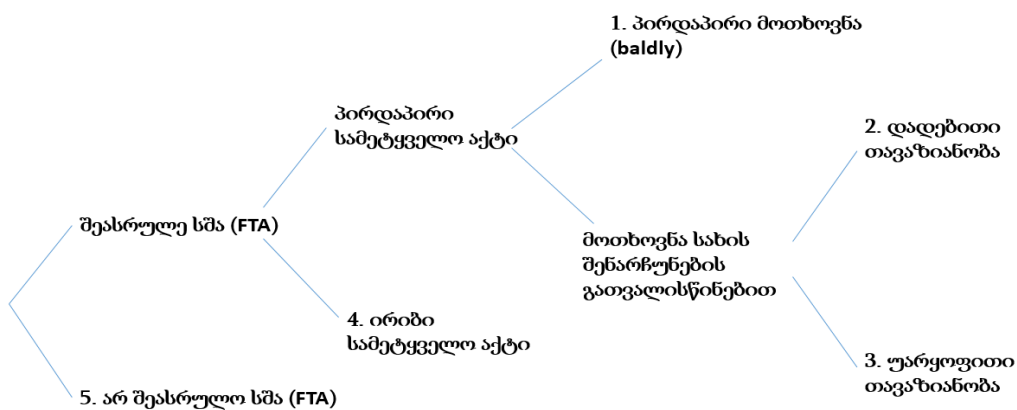 1. პირდაპირი მოთხოვნა
(baldly)
პირდაპირი
სამეტყველო აქტი
2. დადებითი
თავაზიანობა
შეასრულე სშა (FTA)
მოთხოვნა სახის
შენარჩუნების
გათვალისწინებით
4. ირიბი
სამეტყველო აქტი
3. უარყოფითი
თავაზიანობა
5. არ შეასრულო სშა (FTA)